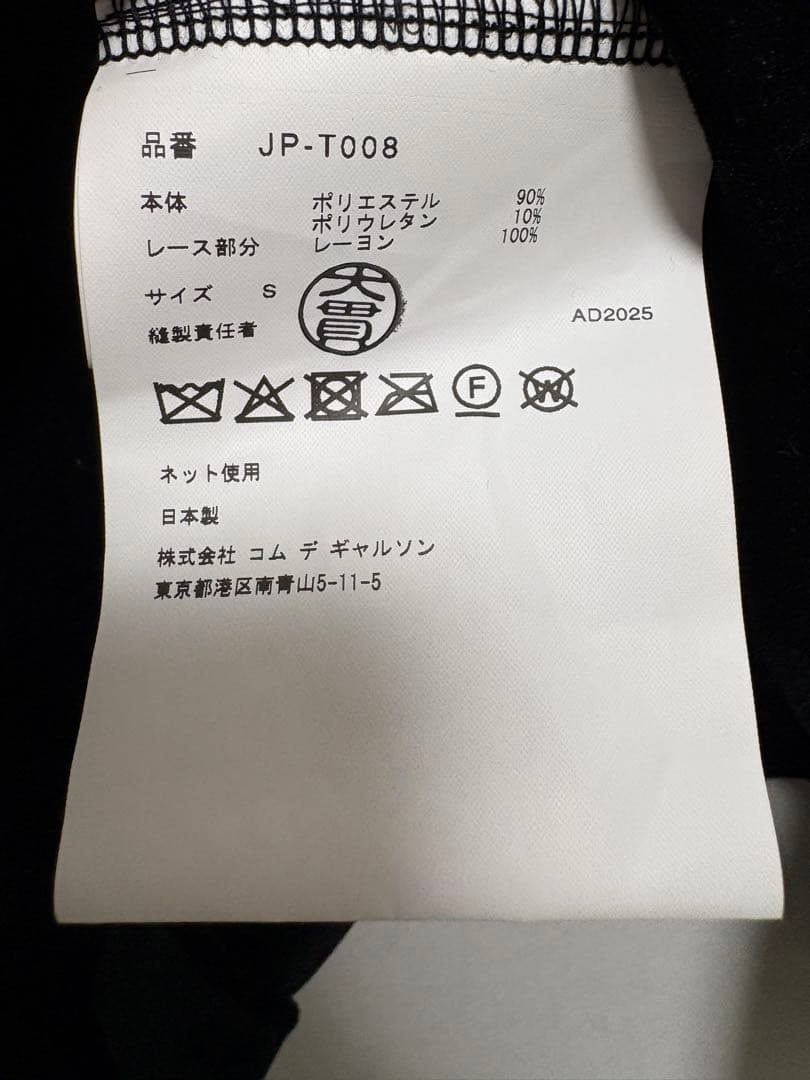 品番 JP-T008
本体 ポリエステル 90%
ポリウレタン 10%
レース部分 レーヨン 100%
サイズ S
大貫
縫製責任者
AD2025
F
W
ネット使用
日本製
株式会社 コム デ ギャルソン
東京都港区南青山5-11-5